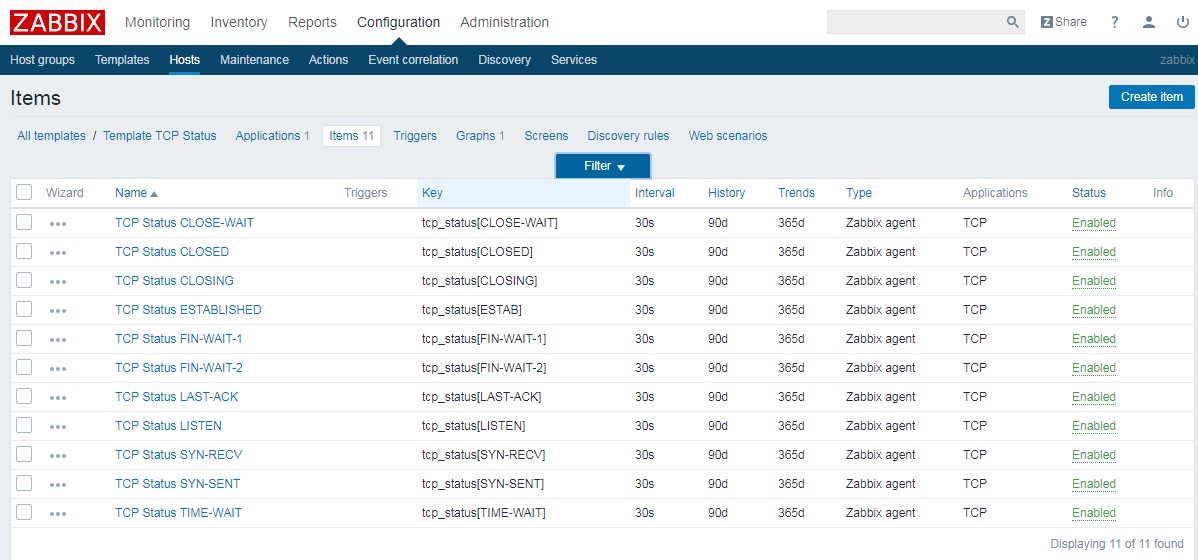 ZABBIX Monitoring Inventory Reports Configuration Administration Z Share ?
Host groups Templates Hosts Maintenance Actions Event correlation Discovery Services zabbix
Items Create item
All templates / Template TCP Status Applications 1 Items 11 Triggers Graphs 1 Screens Discovery rules Web scenarios
Filter
Wizard Name Triggers Key Interval History Trends Type Applications Status Info
TCP Status CLOSE-WAIT tcp_status[CLOSE-WAIT] 30s 90d 365d Zabbix agent TCP Enabled
TCP Status CLOSED tcp_status[CLOSED] 30s 90d 365d Zabbix agent TCP Enabled
TCP Status CLOSING tcp_status[CLOSING] 30s 90d 365d Zabbix agent TCP Enabled
TCP Status ESTABLISHED tcp_status[ESTAB] 30s 90d 365d Zabbix agent TCP Enabled
TCP Status FIN-WAIT-1 tcp_status[FIN-WAIT-1] 30s 90d 365d Zabbix agent TCP Enabled
TCP Status FIN-WAIT-2 tcp_status[FIN-WAIT-2] 30s 90d 365d Zabbix agent TCP Enabled
TCP Status LAST-ACK tcp_status[LAST-ACK] 30s 90d 365d Zabbix agent TCP Enabled
TCP Status LISTEN tcp_status[LISTEN] 30s 90d 365d Zabbix agent TCP Enabled
TCP Status SYN-RECV tcp_status[SYN-RECV] 30s 90d 365d Zabbix agent TCP Enabled
TCP Status SYN-SENT tcp_status[SYN-SENT] 30s 90d 365d Zabbix agent TCP Enabled
TCP Status TIME-WAIT tcp_status[TIME-WAIT] 30s 90d 365d Zabbix agent TCP Enabled
Displaying 11 of 11 found